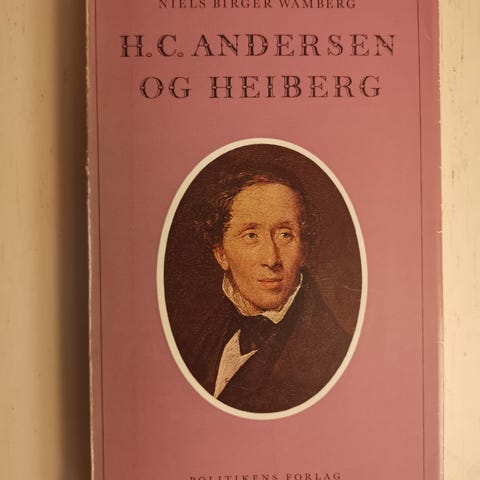 NIELS BIRGER WAMBERG
H.C. ANDERSEN
OG HEIBERG
POLITIKENS FORLAG